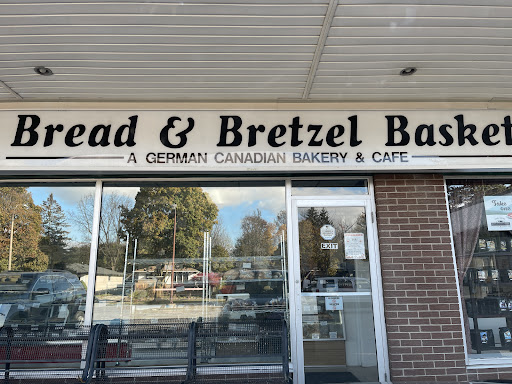 Bread & Bretzel Basket
A GERMAN CANADIAN BAKERY & CAFE
EXIT